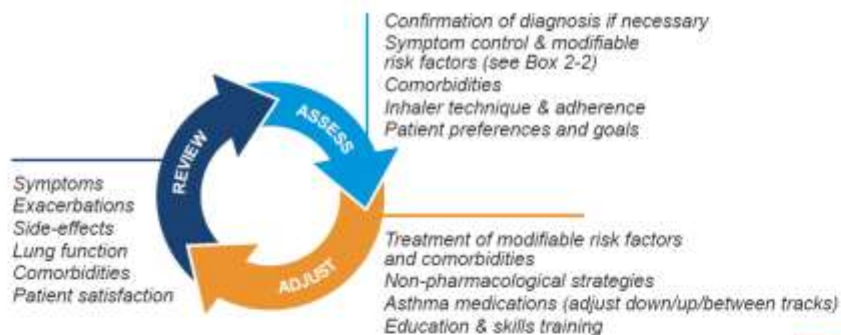 Confirmation of diagnosis if necessary
Symptom control & modifiable
risk factors (see Box 2-2)
Comorbidities
Inhaler technique & adherence
Patient preferences and goals
ASSESS
REVIEW
Symptoms
Exacerbations
Side-effects
Lung function
Comorbidities
Patient satisfaction
ADJUST
Treatment of modifiable risk factors
and comorbidities
Non-pharmacological strategies
Asthma medications (adjust down/up/between tracks)
Education & skills training